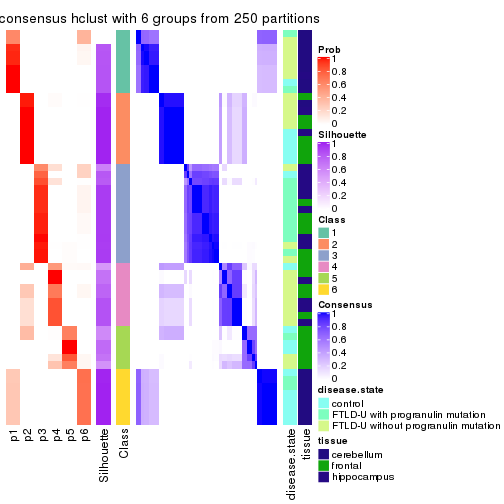 consensus hclust with 6 groups from 250 partitions
Prob
1
0.8
0.6
0.4
0.2
0
Silhouette
1
0.8
0.6
0.4
0.2
0
Class
1
2
3
4
5
6
Consensus
1
0.8
0.6
0.4
0.2
0
disease.state
control
FTLD-U with progranulin mutation
FTLD-U without progranulin mutation
tissue
cerebellum
frontal
hippocampus
p1
p2
p3
p4
p5
p6
Silhouette
Class
disease.state
tissue